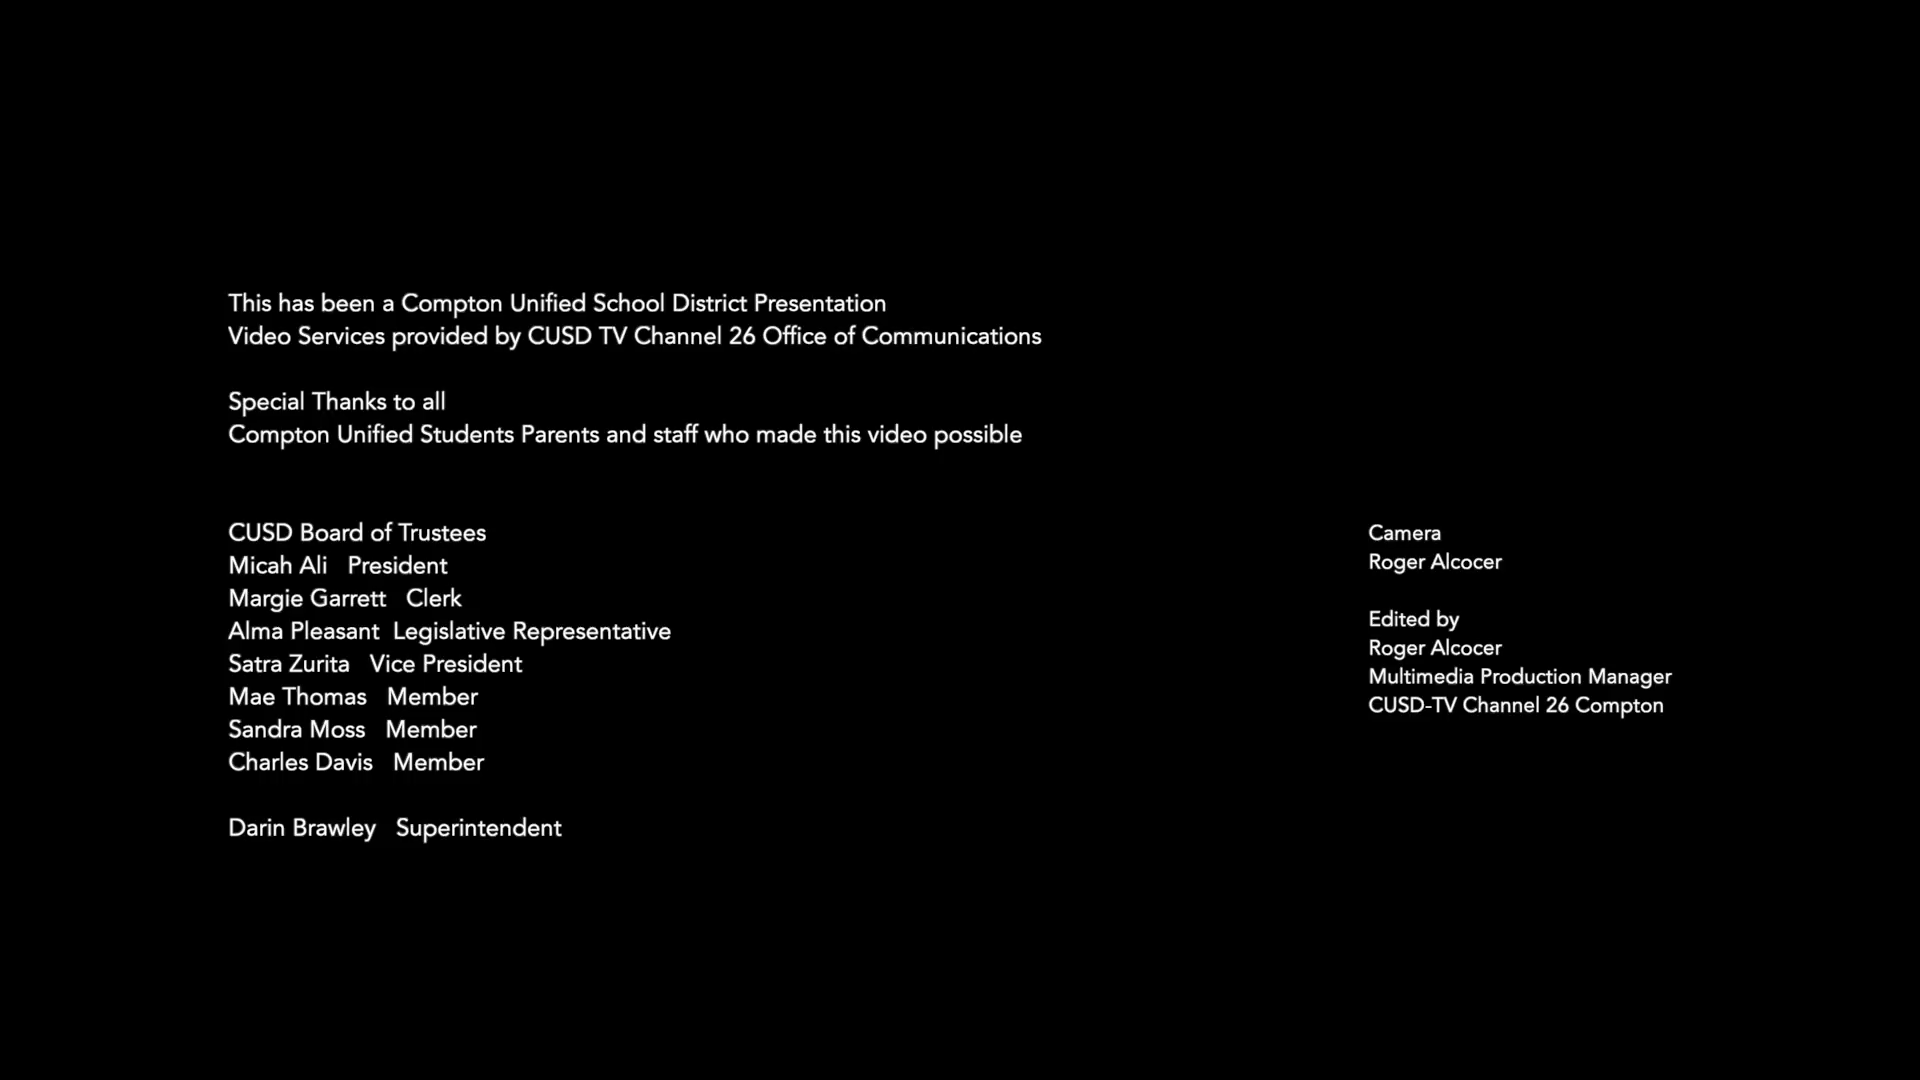 This has been a Compton Unified School District Presentation
Video Services provided by CUSD TV Channel 26 Office of Communications
Special Thanks to all
Compton Unified Students Parents and staff who made this video possible
CUSD Board of Trustees
Micah Ali President
Margie Garrett Clerk
Alma Pleasant Legislative Representative
Satra Zurita Vice President
Mae Thomas Member
Sandra Moss Member
Charles Davis Member
Darin Brawley Superintendent
Camera
Roger Alcocer
Edited by
Roger Alcocer
Multimedia Production Manager
CUSD-TV Channel 26 Compton